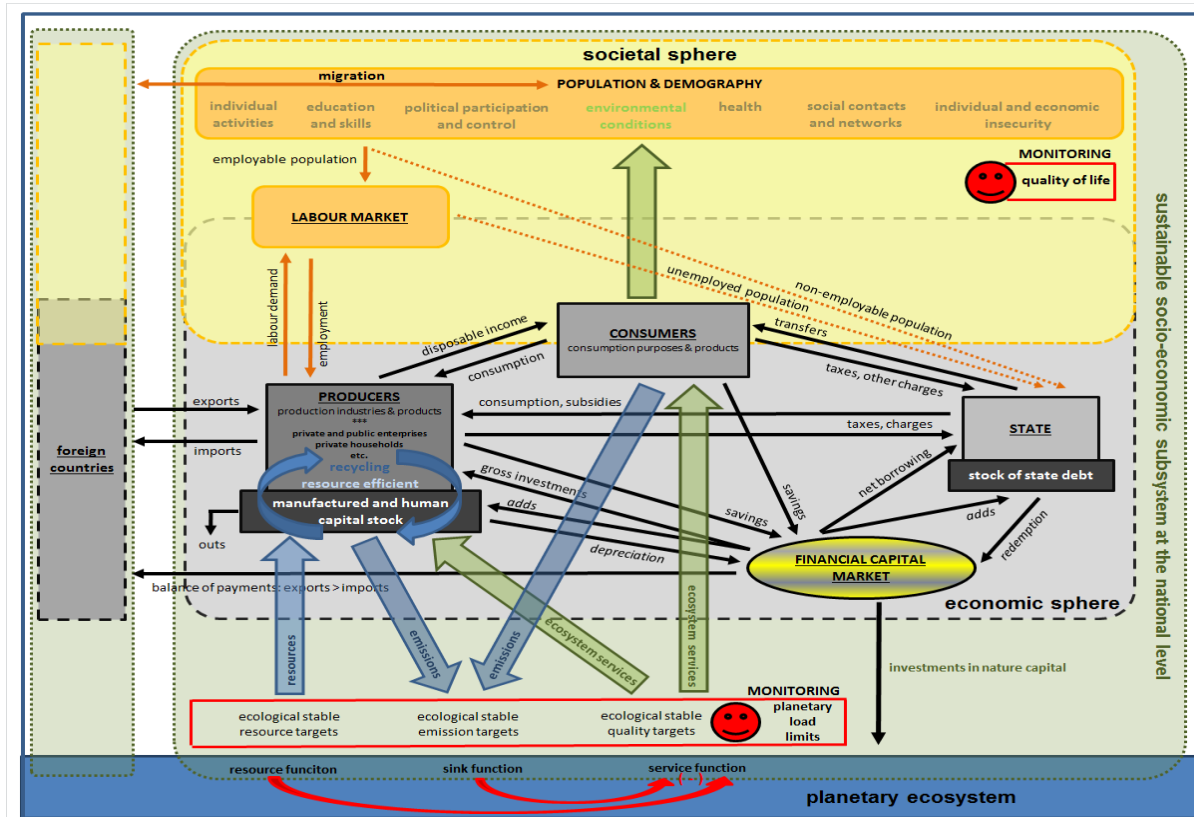 societal sphere
migration
POPULATION & DEMOGRAPHY
individual
activities
education
and skills
political participation
and control
environmental
conditions
health
social contacts
and networks
individual and economic
insecurity
employable population
MONITORING
quality of life
LABOUR MARKET
unemployed population
non-employable population
labour demand
employment
disposable income
consumption
CONSUMERS
consumption purposes & products
transfers
taxes, other charges
exports
imports
foreign
countries
PRODUCERS
production industries & products
***
private and public enterprises
private households
etc.
recycling
resource efficient
manufactured and human
capital stock
consumption, subsidies
taxes, charges
STATE
stock of state debt
gross investments
savings
savings
net borrowing
adds
adds
redemption
depreciation
outs
FINANCIAL CAPITAL
MARKET
balance of payments: exports > imports
economic sphere
sustainable socio-economic subsystem at the national level
resources
emissions
emissions
ecosystem services
ecosystem services
investments in nature capital
ecological stable
resource targets
ecological stable
emission targets
ecological stable
quality targets
MONITORING
planetary
load
limits
resource funciton
sink function
service function
(--)
planetary ecosystem